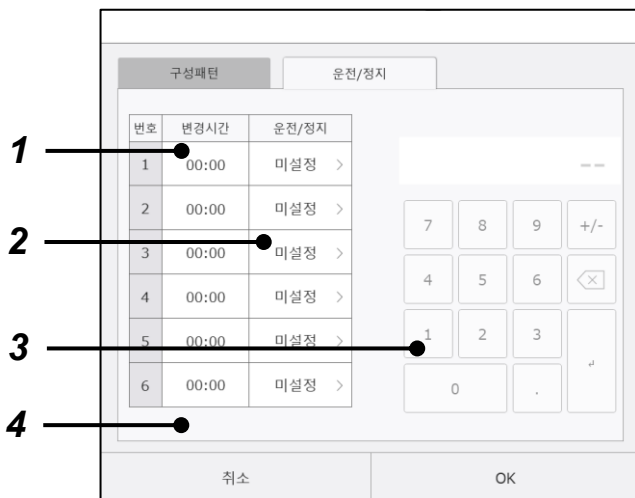 구성패턴 운전/정지
번호 변경시간 운전/정지
1 00:00 미설정 >
2 00:00 미설정 >
3 00:00 미설정 >
4 00:00 미설정 >
5 00:00 미설정 >
6 00:00 미설정 >
--
7 8 9 +/-
4 5 6
1 2 3
0 .
취소 OK
1
2
3
4